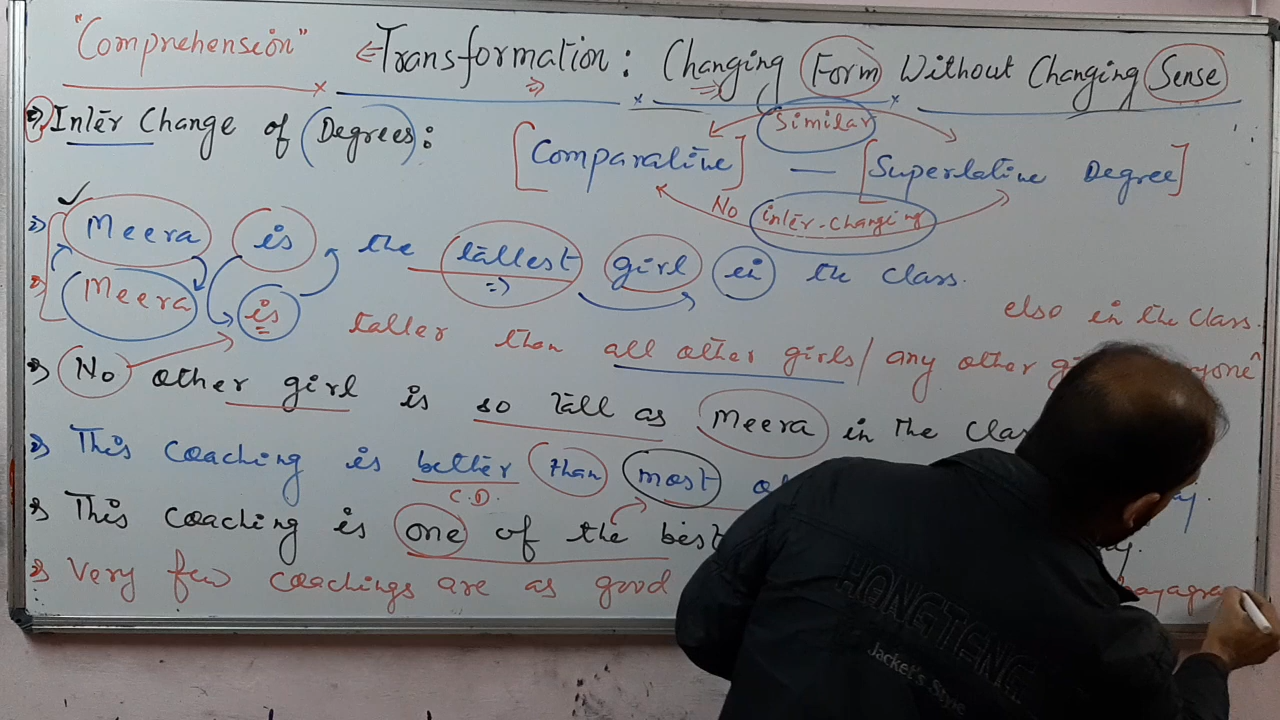 "Comprehension" Transformation: Changing Form Without Changing Sense
Inter Change of Degrees:
Similar
[Comparative] — [Superlative Degree]
No inter-changing
Meera is the tallest girl in the class.
else in the class.
Meera is taller than all other girls / any other
No other girl is so tall as Meera in the
This coaching is better than most
C.D.
This coaching is one of the best
Very few coachings are as good
HONGTENG
Jacket's Style